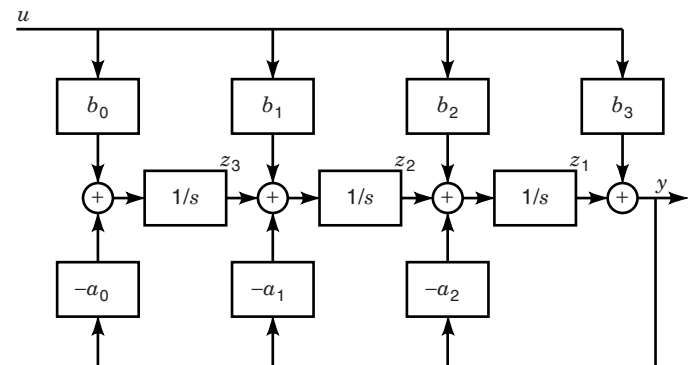 u
b0 b1 b2 b3
z3 z2 z1 y
+ 1/s + 1/s + 1/s +
–a0 –a1 –a2